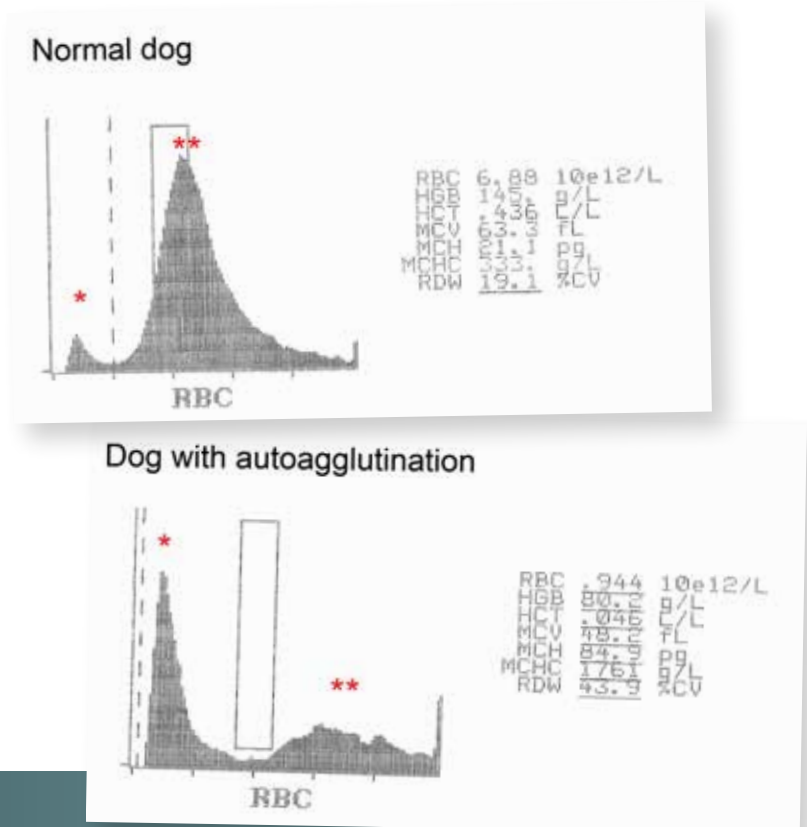 Normal dog
**
*
RBC 6.88 10e12/L
HGB 145. g/L
HCT .436 L/L
MCV 63.3 fL
MCH 21.1 pg
MCHC 333. g/L
RDW 19.1 %CV
RBC
Dog with autoagglutination
*
**
RBC .944 10e12/L
HGB 80.2 g/L
HCT .046 L/L
MCV 48.2 fL
MCH 84.9 pg
MCHC 1761 g/L
RDW 43.9 %CV
RBC